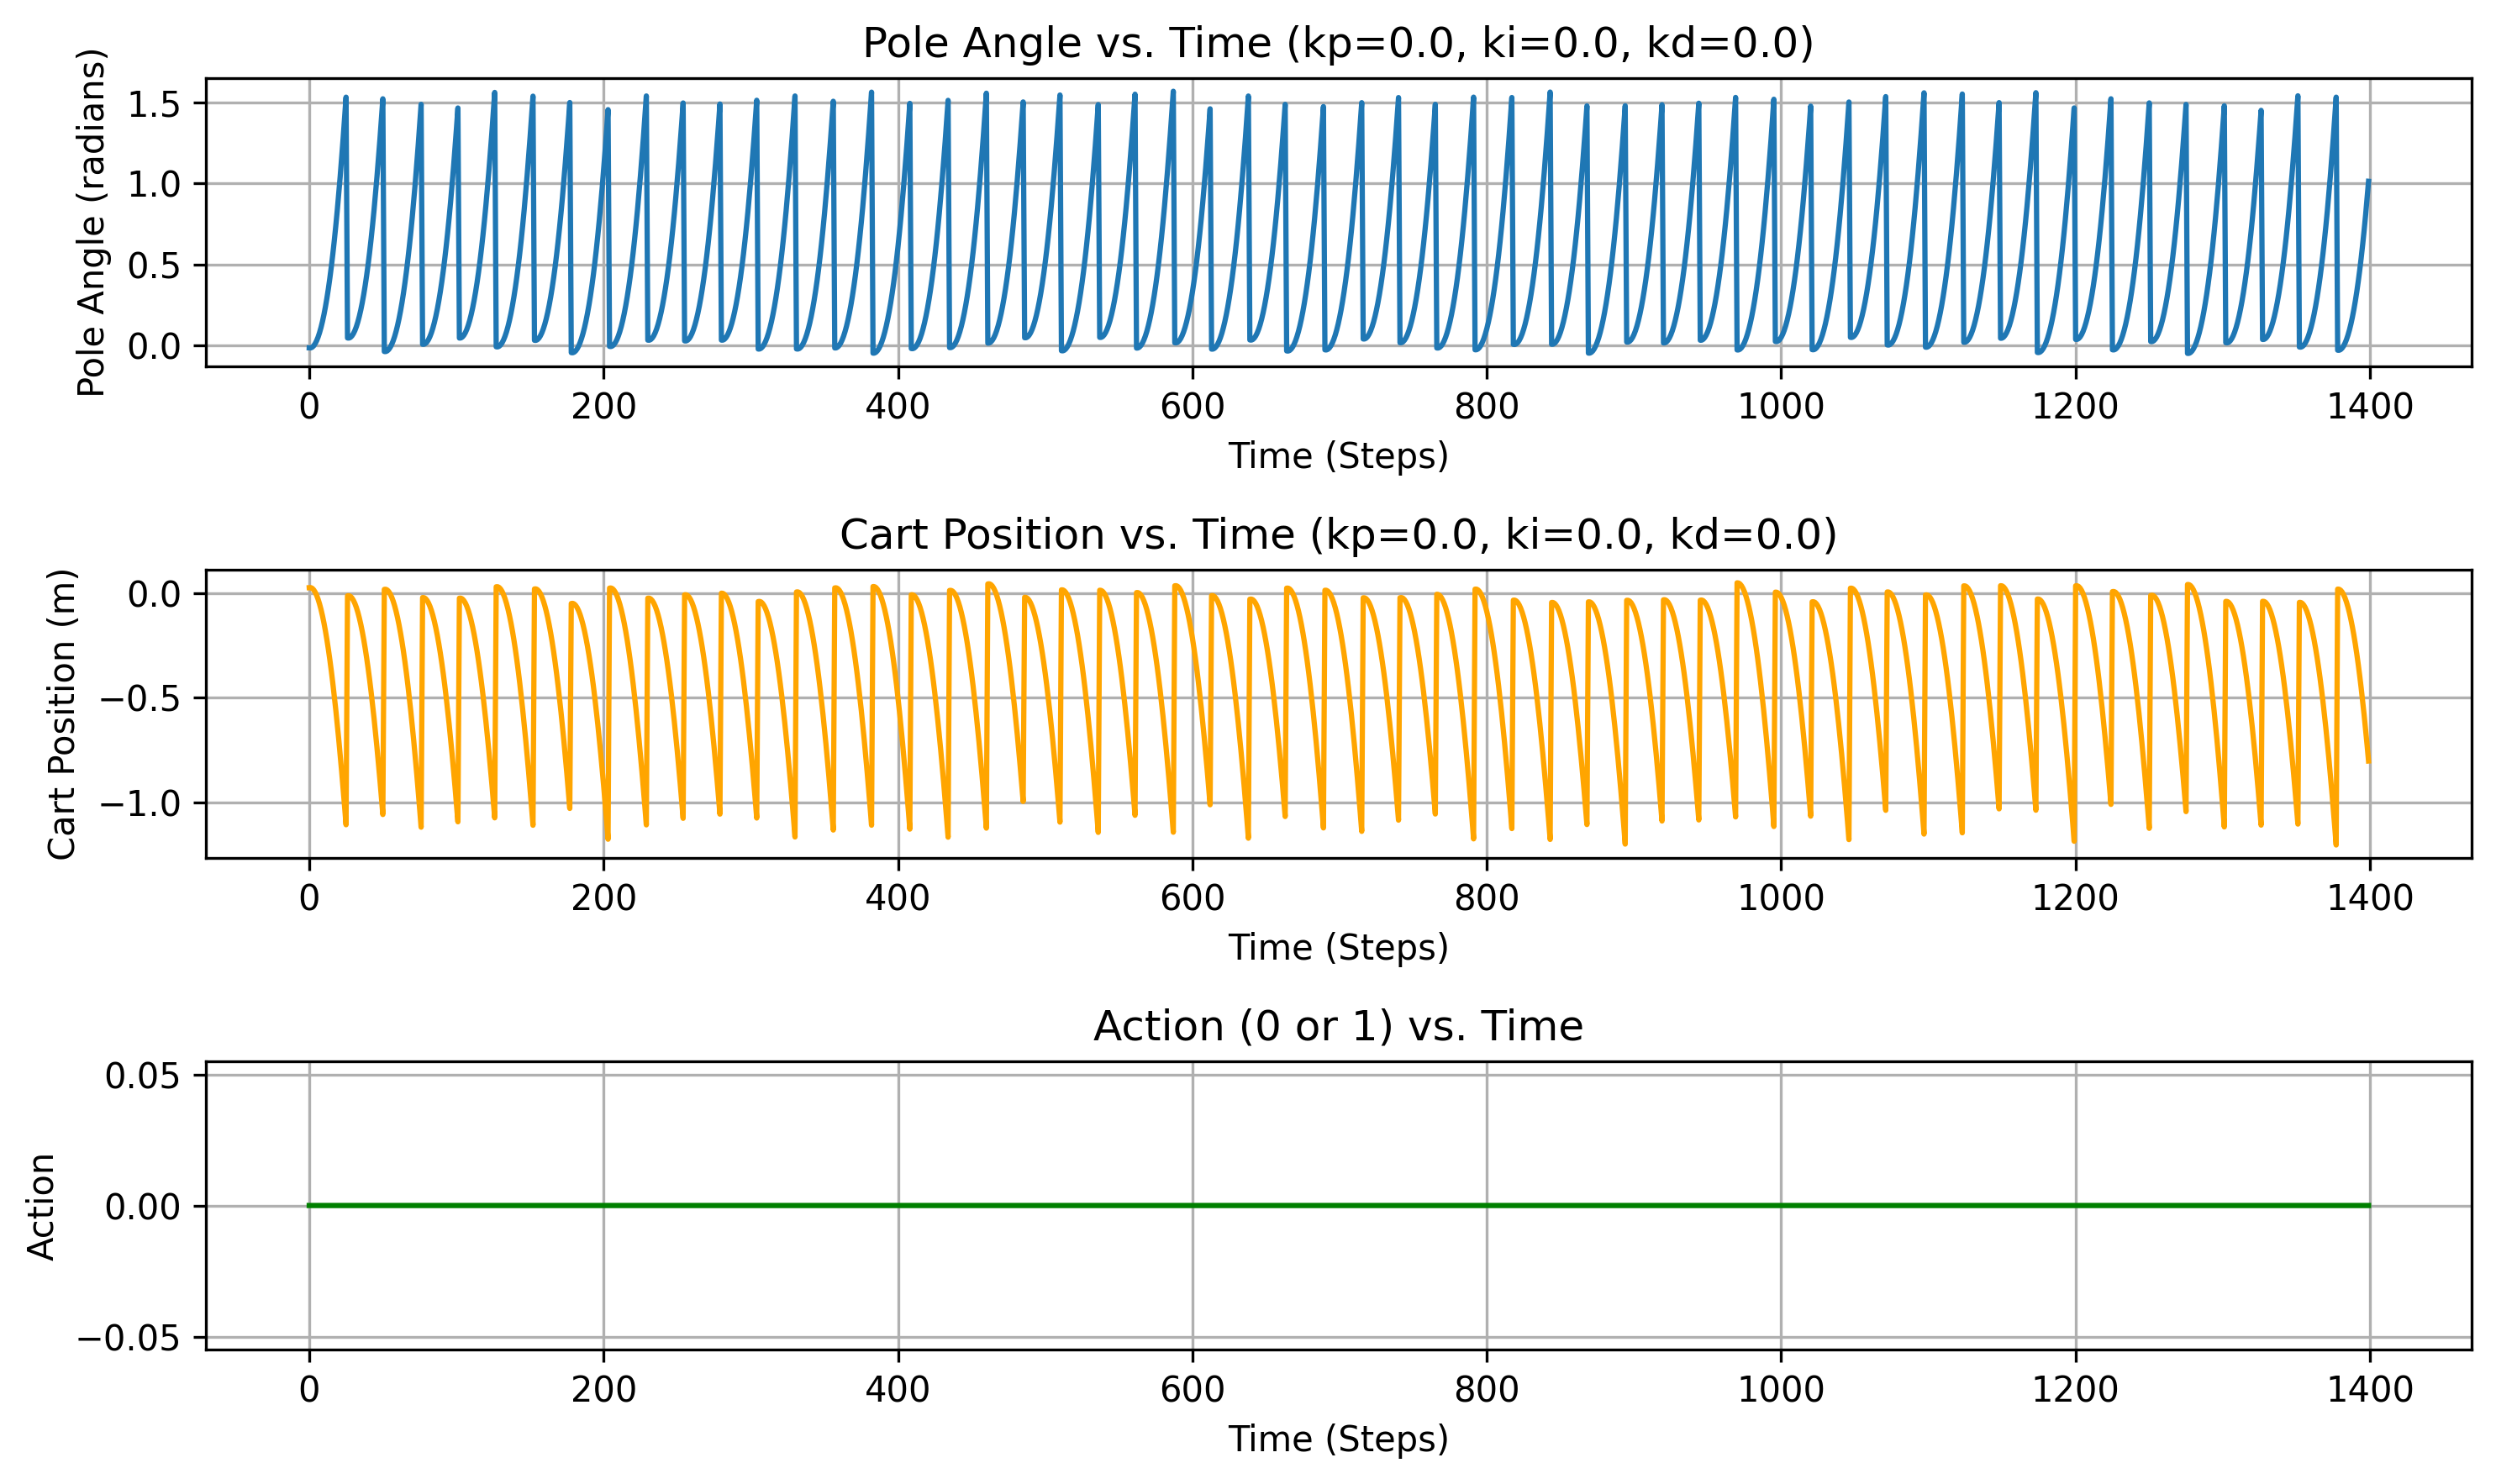 Pole Angle vs. Time (kp=0.0, ki=0.0, kd=0.0)
Pole Angle (radians)
1.5
1.0
0.5
0.0
0 200 400 600 800 1000 1200 1400
Time (Steps)
Cart Position vs. Time (kp=0.0, ki=0.0, kd=0.0)
Cart Position (m)
0.0
−0.5
−1.0
0 200 400 600 800 1000 1200 1400
Time (Steps)
Action (0 or 1) vs. Time
Action
0.05
0.00
−0.05
0 200 400 600 800 1000 1200 1400
Time (Steps)